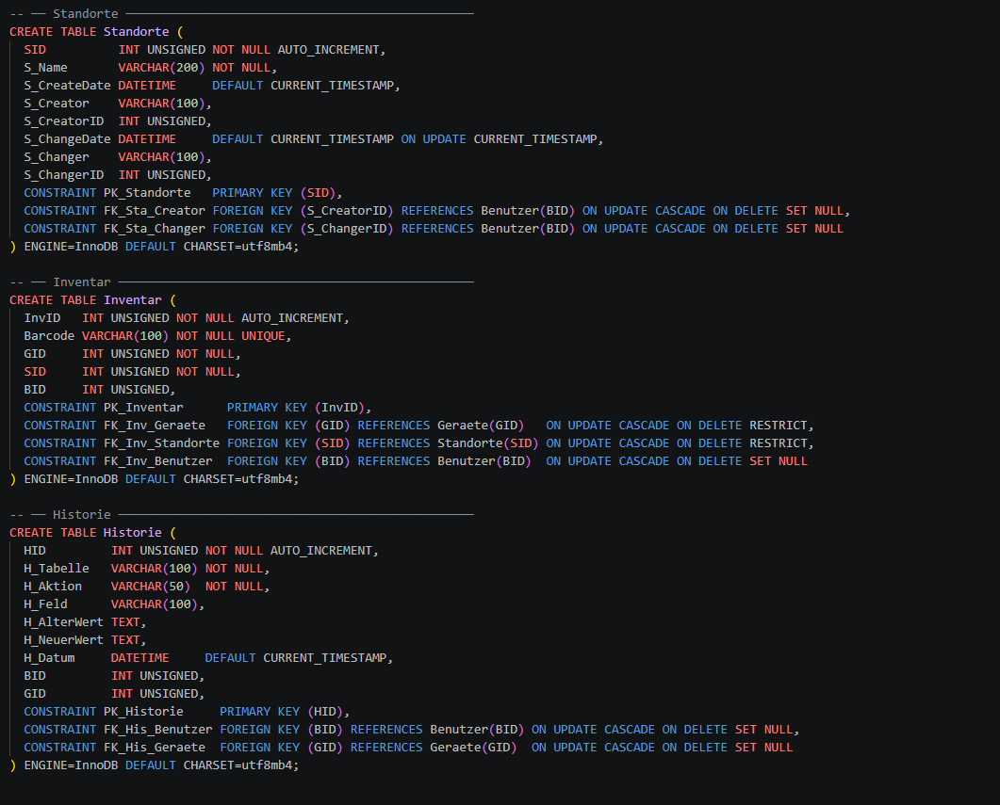 -- ── Standorte ────────────────────────────────────────────────
CREATE TABLE Standorte (
  SID          INT UNSIGNED NOT NULL AUTO_INCREMENT,
  S_Name       VARCHAR(200) NOT NULL,
  S_CreateDate DATETIME     DEFAULT CURRENT_TIMESTAMP,
  S_Creator    VARCHAR(100),
  S_CreatorID  INT UNSIGNED,
  S_ChangeDate DATETIME     DEFAULT CURRENT_TIMESTAMP ON UPDATE CURRENT_TIMESTAMP,
  S_Changer    VARCHAR(100),
  S_ChangerID  INT UNSIGNED,
  CONSTRAINT PK_Standorte   PRIMARY KEY (SID),
  CONSTRAINT FK_Sta_Creator FOREIGN KEY (S_CreatorID) REFERENCES Benutzer(BID) ON UPDATE CASCADE ON DELETE SET NULL,
  CONSTRAINT FK_Sta_Changer FOREIGN KEY (S_ChangerID) REFERENCES Benutzer(BID) ON UPDATE CASCADE ON DELETE SET NULL
) ENGINE=InnoDB DEFAULT CHARSET=utf8mb4;

-- ── Inventar ─────────────────────────────────────────────────
CREATE TABLE Inventar (
  InvID   INT UNSIGNED NOT NULL AUTO_INCREMENT,
  Barcode VARCHAR(100) NOT NULL UNIQUE,
  GID     INT UNSIGNED NOT NULL,
  SID     INT UNSIGNED NOT NULL,
  BID     INT UNSIGNED,
  CONSTRAINT PK_Inventar      PRIMARY KEY (InvID),
  CONSTRAINT FK_Inv_Geraete   FOREIGN KEY (GID) REFERENCES Geraete(GID)   ON UPDATE CASCADE ON DELETE RESTRICT,
  CONSTRAINT FK_Inv_Standorte FOREIGN KEY (SID) REFERENCES Standorte(SID) ON UPDATE CASCADE ON DELETE RESTRICT,
  CONSTRAINT FK_Inv_Benutzer  FOREIGN KEY (BID) REFERENCES Benutzer(BID)  ON UPDATE CASCADE ON DELETE SET NULL
) ENGINE=InnoDB DEFAULT CHARSET=utf8mb4;

-- ── Historie ─────────────────────────────────────────────────
CREATE TABLE Historie (
  HID         INT UNSIGNED NOT NULL AUTO_INCREMENT,
  H_Tabelle   VARCHAR(100) NOT NULL,
  H_Aktion    VARCHAR(50)  NOT NULL,
  H_Feld      VARCHAR(100),
  H_AlterWert TEXT,
  H_NeuerWert TEXT,
  H_Datum     DATETIME     DEFAULT CURRENT_TIMESTAMP,
  BID         INT UNSIGNED,
  GID         INT UNSIGNED,
  CONSTRAINT PK_Historie     PRIMARY KEY (HID),
  CONSTRAINT FK_His_Benutzer FOREIGN KEY (BID) REFERENCES Benutzer(BID) ON UPDATE CASCADE ON DELETE SET NULL,
  CONSTRAINT FK_His_Geraete  FOREIGN KEY (GID) REFERENCES Geraete(GID)  ON UPDATE CASCADE ON DELETE SET NULL
) ENGINE=InnoDB DEFAULT CHARSET=utf8mb4;